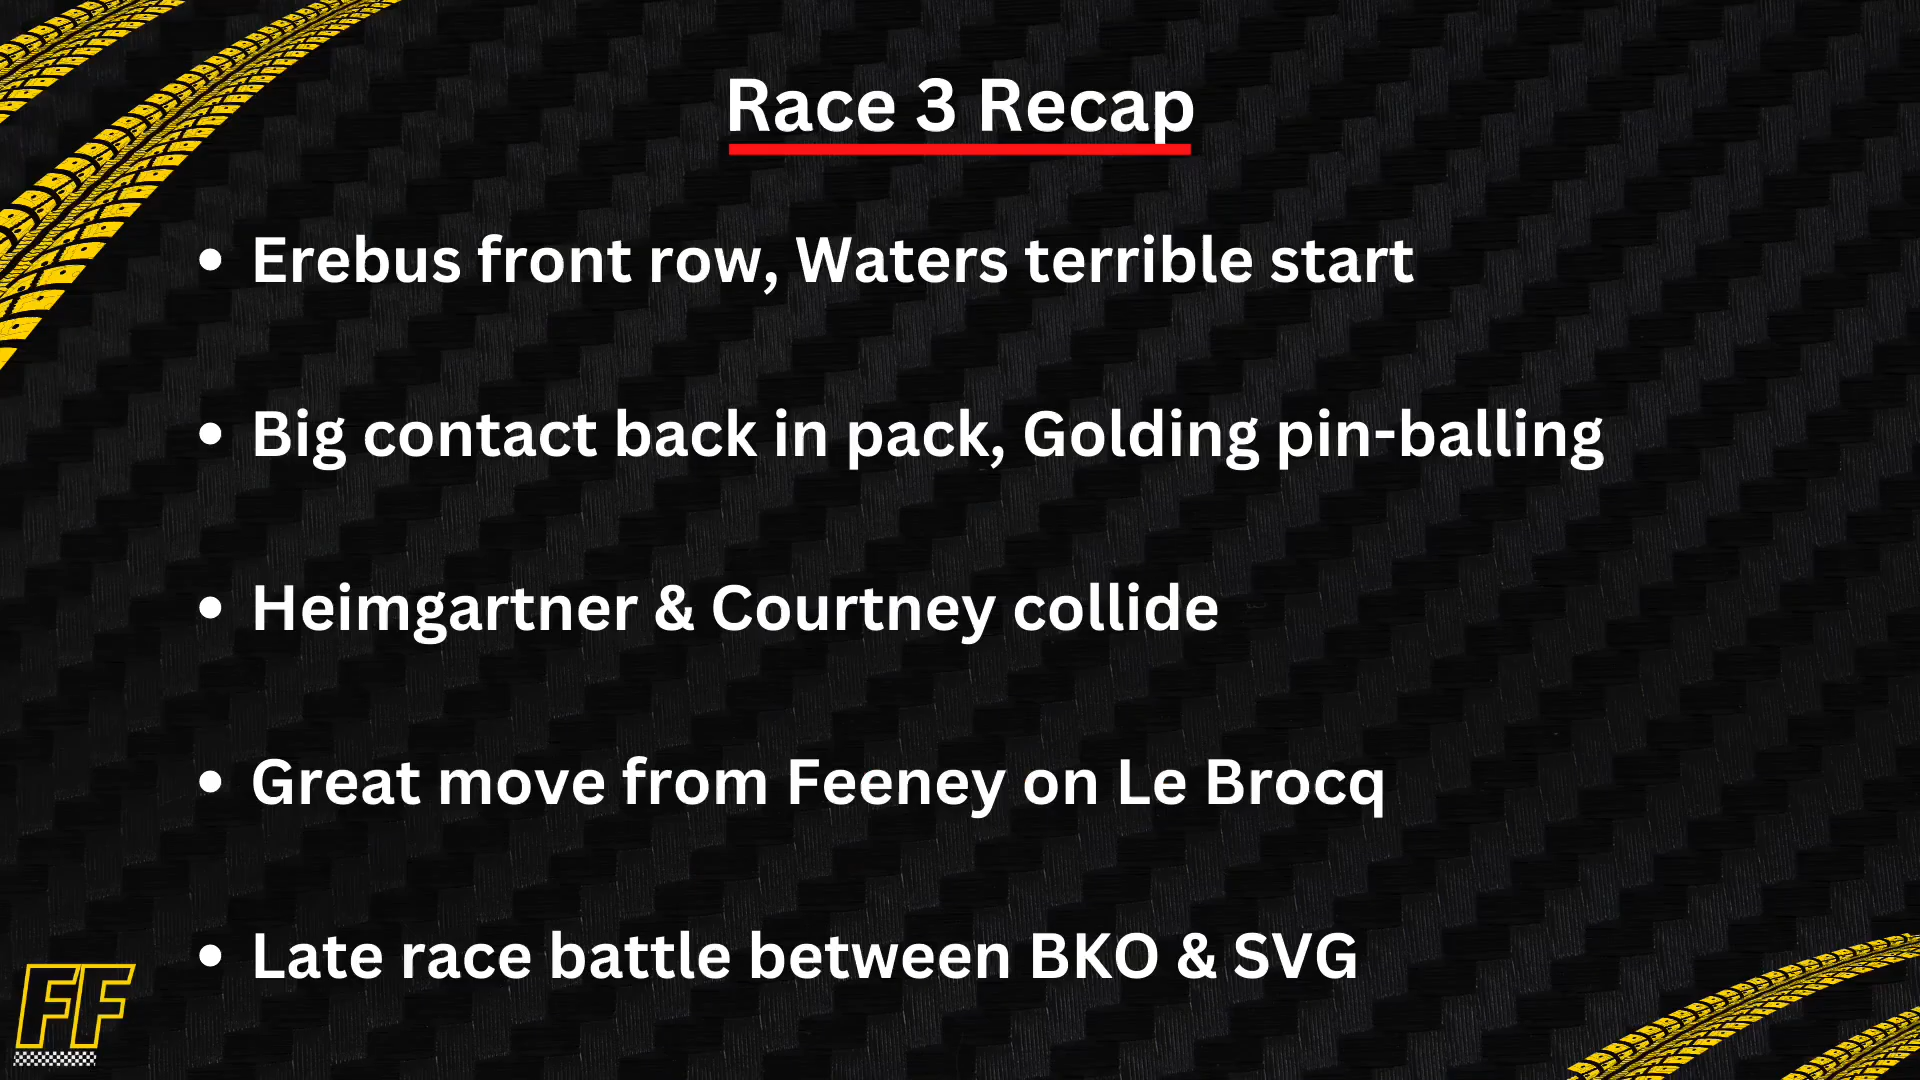 Race 3 Recap
• Erebus front row, Waters terrible start
• Big contact back in pack, Golding pin-balling
• Heimgartner & Courtney collide
• Great move from Feeney on Le Brocq
• Late race battle between BKO & SVG
FF